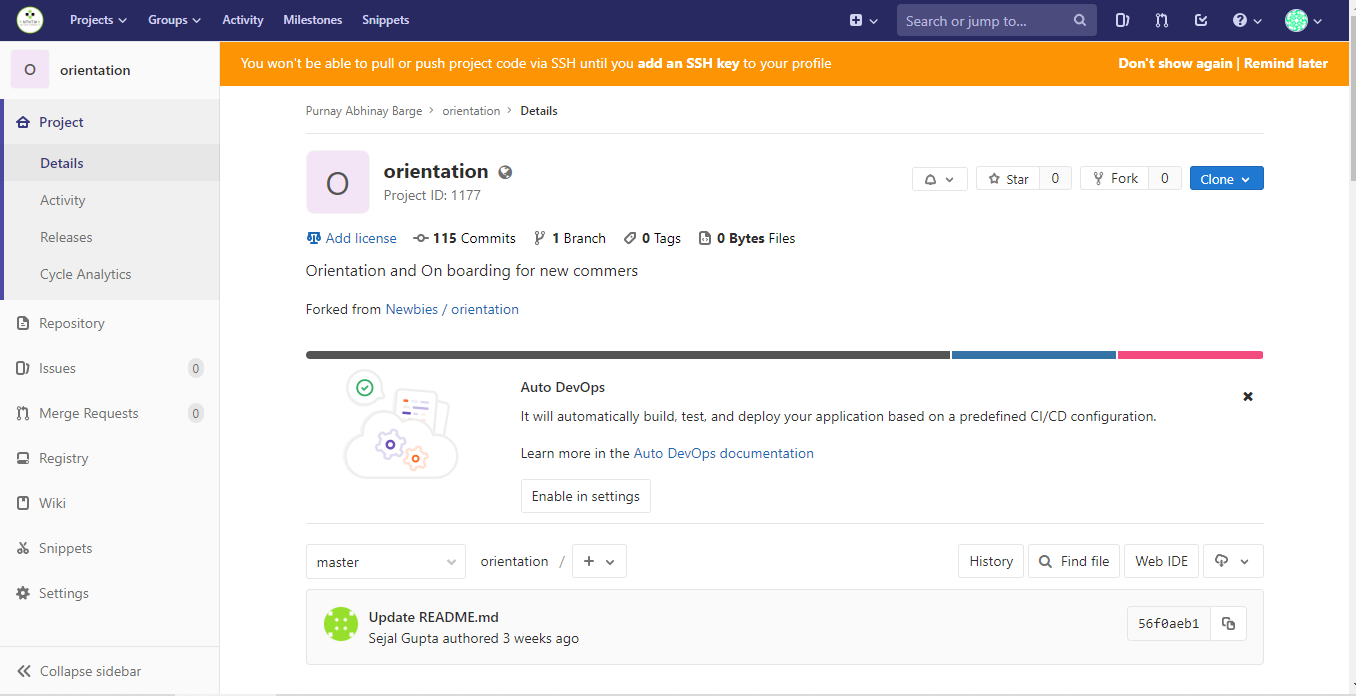 Projects Groups Activity Milestones Snippets Search or jump to...
O orientation
You won't be able to pull or push project code via SSH until you add an SSH key to your profile Don't show again | Remind later
Project
Details
Activity
Releases
Cycle Analytics
Repository
Issues 0
Merge Requests 0
Registry
Wiki
Snippets
Settings
Collapse sidebar
Purnay Abhinay Barge > orientation > Details
O
orientation
Project ID: 1177
Star 0 Fork 0 Clone
Add license 115 Commits 1 Branch 0 Tags 0 Bytes Files
Orientation and On boarding for new commers
Forked from Newbies / orientation
Auto DevOps
It will automatically build, test, and deploy your application based on a predefined CI/CD configuration.
Learn more in the Auto DevOps documentation
Enable in settings
master orientation / + History Find file Web IDE
Update README.md
Sejal Gupta authored 3 weeks ago
56f0aeb1